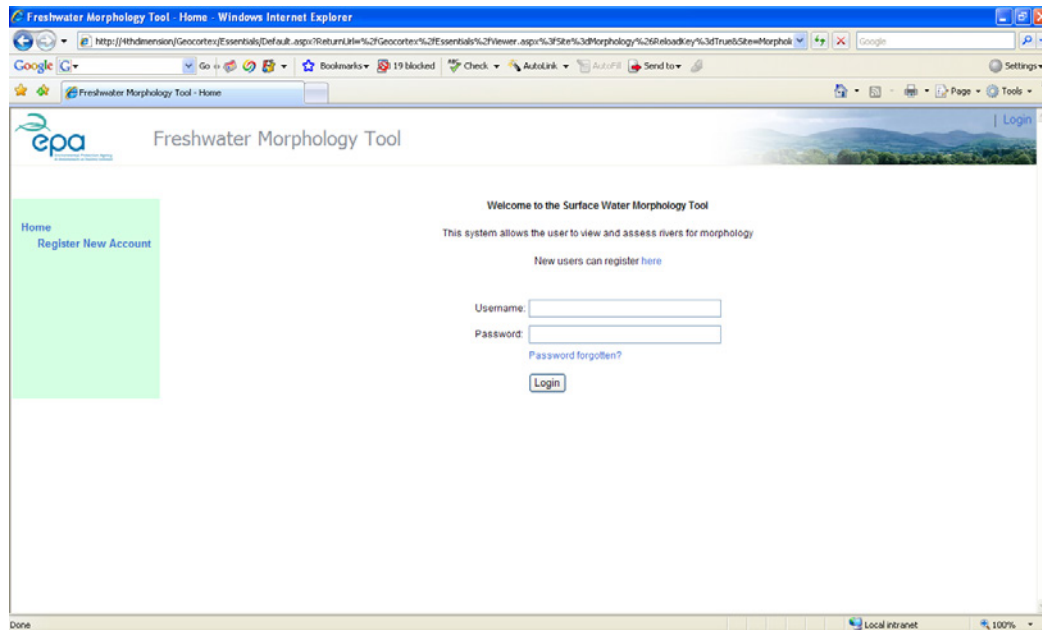 Freshwater Morphology Tool - Home - Windows Internet Explorer
http://4thdimension/Geocortex/Essentials/Default.aspx?ReturnUrl=%2fGeocortex%2fEssentials%2fViewer.aspx%3fSite%3dMorphology%26ReloadKey%3dTrue&Site=Morphol Google
Google G Go Bookmarks 19 blocked Check AutoLink AutoFill Send to Settings
Freshwater Morphology Tool - Home Page Tools
| Login
epa Freshwater Morphology Tool
Welcome to the Surface Water Morphology Tool
Home
This system allows the user to view and assess rivers for morphology
Register New Account
New users can register here
Username:
Password:
Password forgotten?
Login
Done Local intranet 100%